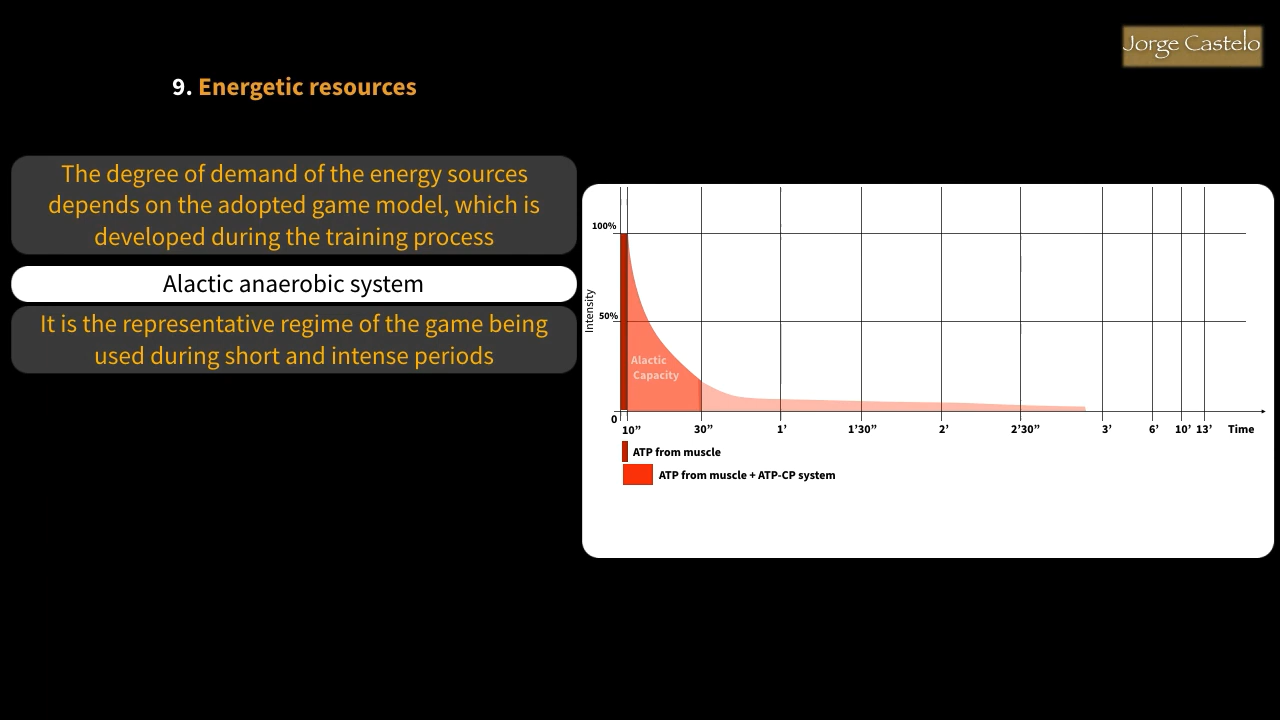 Jorge Castelo
9. Energetic resources
The degree of demand of the energy sources
depends on the adopted game model, which is
developed during the training process
Alactic anaerobic system
It is the representative regime of the game being
used during short and intense periods
100%
50%
0
Intensity
Alactic
Capacity
10” 30” 1’ 1’30” 2’ 2’30” 3’ 6’ 10’ 13’ Time
ATP from muscle
ATP from muscle + ATP-CP system